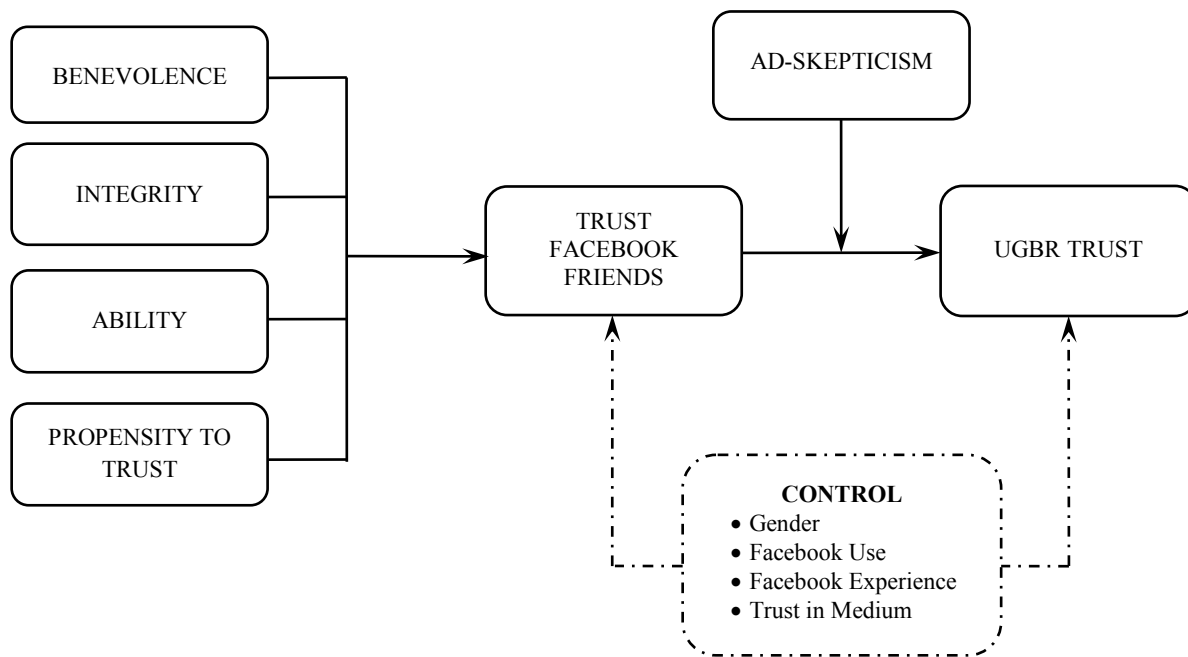 BENEVOLENCE
INTEGRITY
ABILITY
PROPENSITY TO
TRUST
TRUST
FACEBOOK
FRIENDS
AD-SKEPTICISM
UGBR TRUST
CONTROL
• Gender
• Facebook Use
• Facebook Experience
• Trust in Medium